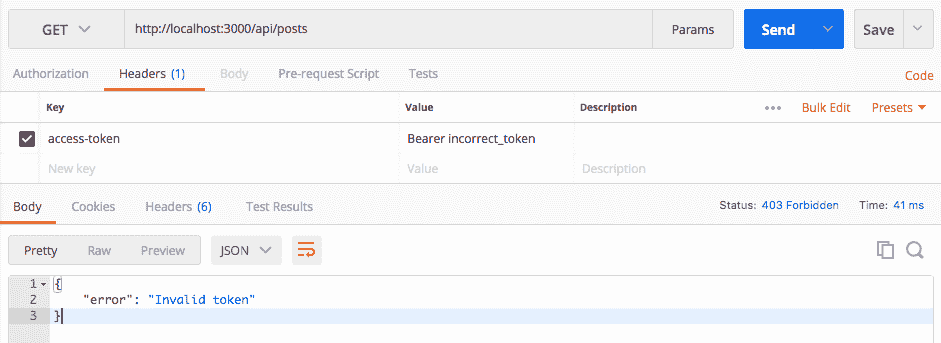 GET http://localhost:3000/api/posts Params Send Save
Authorization Headers (1) Body Pre-request Script Tests Code
Key Value Description ••• Bulk Edit Presets
access-token Bearer incorrect_token
New key Value Description
Body Cookies Headers (6) Test Results Status: 403 Forbidden Time: 41 ms
Pretty Raw Preview JSON
1 {
2 "error": "Invalid token"
3 }